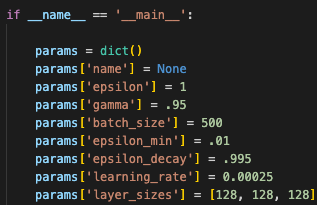 if __name__ == '__main__':
params = dict()
params['name'] = None
params['epsilon'] = 1
params['gamma'] = .95
params['batch_size'] = 500
params['epsilon_min'] = .01
params['epsilon_decay'] = .995
params['learning_rate'] = 0.00025
params['layer_sizes'] = [128, 128, 128]